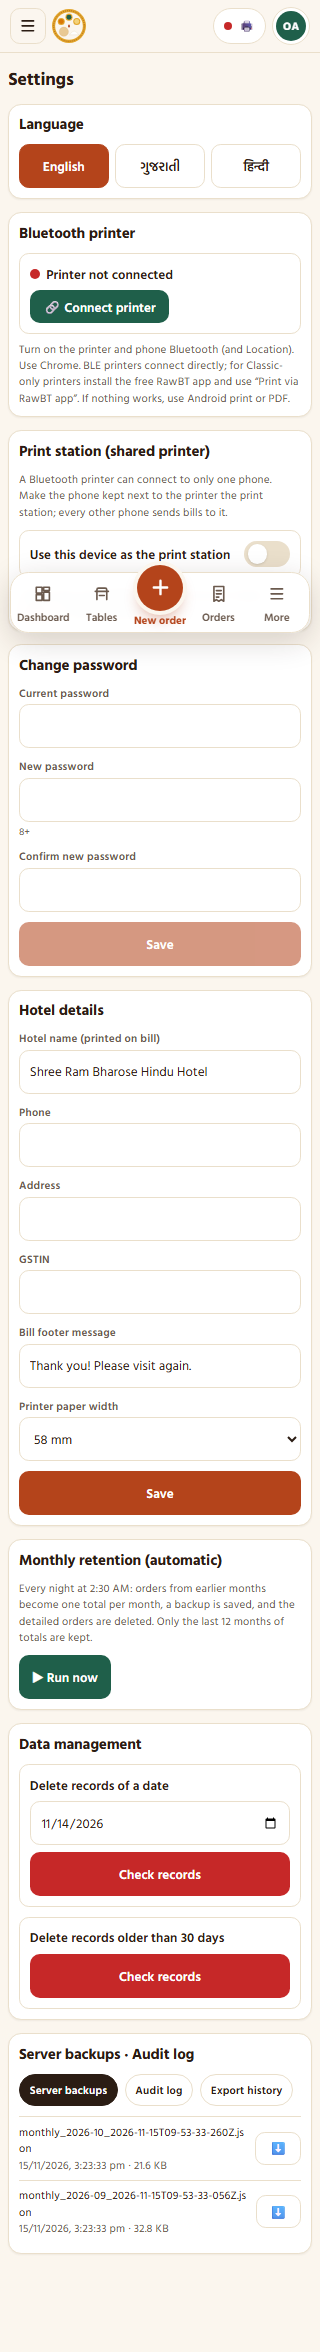 OA
Settings
Language
English
ગુજરાતી
हिन्दी
Bluetooth printer
Printer not connected
Connect printer
Turn on the printer and phone Bluetooth (and Location).
Use Chrome. BLE printers connect directly; for Classic-
only printers install the free RawBT app and use “Print via
RawBT app”. If nothing works, use Android print or PDF.
Print station (shared printer)
A Bluetooth printer can connect to only one phone.
Make the phone kept next to the printer the print
station; every other phone sends bills to it.
Use this device as the print station
Dashboard
Tables
New order
Orders
More
Change password
Current password
New password
8+
Confirm new password
Save
Hotel details
Hotel name (printed on bill)
Shree Ram Bharose Hindu Hotel
Phone
Address
GSTIN
Bill footer message
Thank you! Please visit again.
Printer paper width
58 mm
Save
Monthly retention (automatic)
Every night at 2:30 AM: orders from earlier months
become one total per month, a backup is saved, and the
detailed orders are deleted. Only the last 12 months of
totals are kept.
▶ Run now
Data management
Delete records of a date
11/14/2026
Check records
Delete records older than 30 days
Check records
Server backups · Audit log
Server backups
Audit log
Export history
monthly_2026-10_2026-11-15T09-53-33-260Z.js
on
15/11/2026, 3:23:33 pm · 21.6 KB
monthly_2026-09_2026-11-15T09-53-33-056Z.js
on
15/11/2026, 3:23:33 pm · 32.8 KB